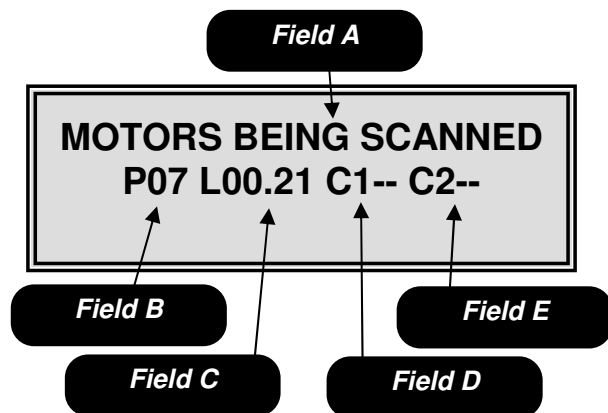 Field A
MOTORS BEING SCANNED
P07 L00.21 C1-- C2--
Field B
Field E
Field C
Field D